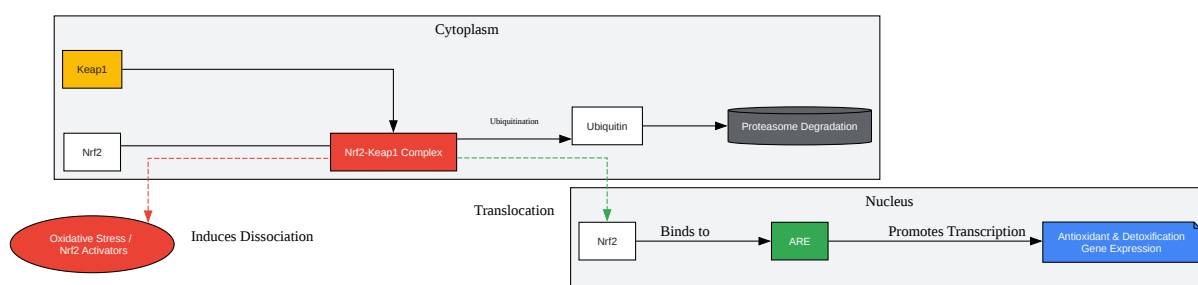 Cytoplasm
Keap1
Ubiquitination
Ubiquitin
Proteasome Degradation
Nrf2
Nrf2-Keap1 Complex
Translocation
Nucleus
Oxidative Stress /
Nrf2 Activators
Induces Dissociation
Nrf2
Binds to
ARE
Promotes Transcription
Antioxidant & Detoxification
Gene Expression